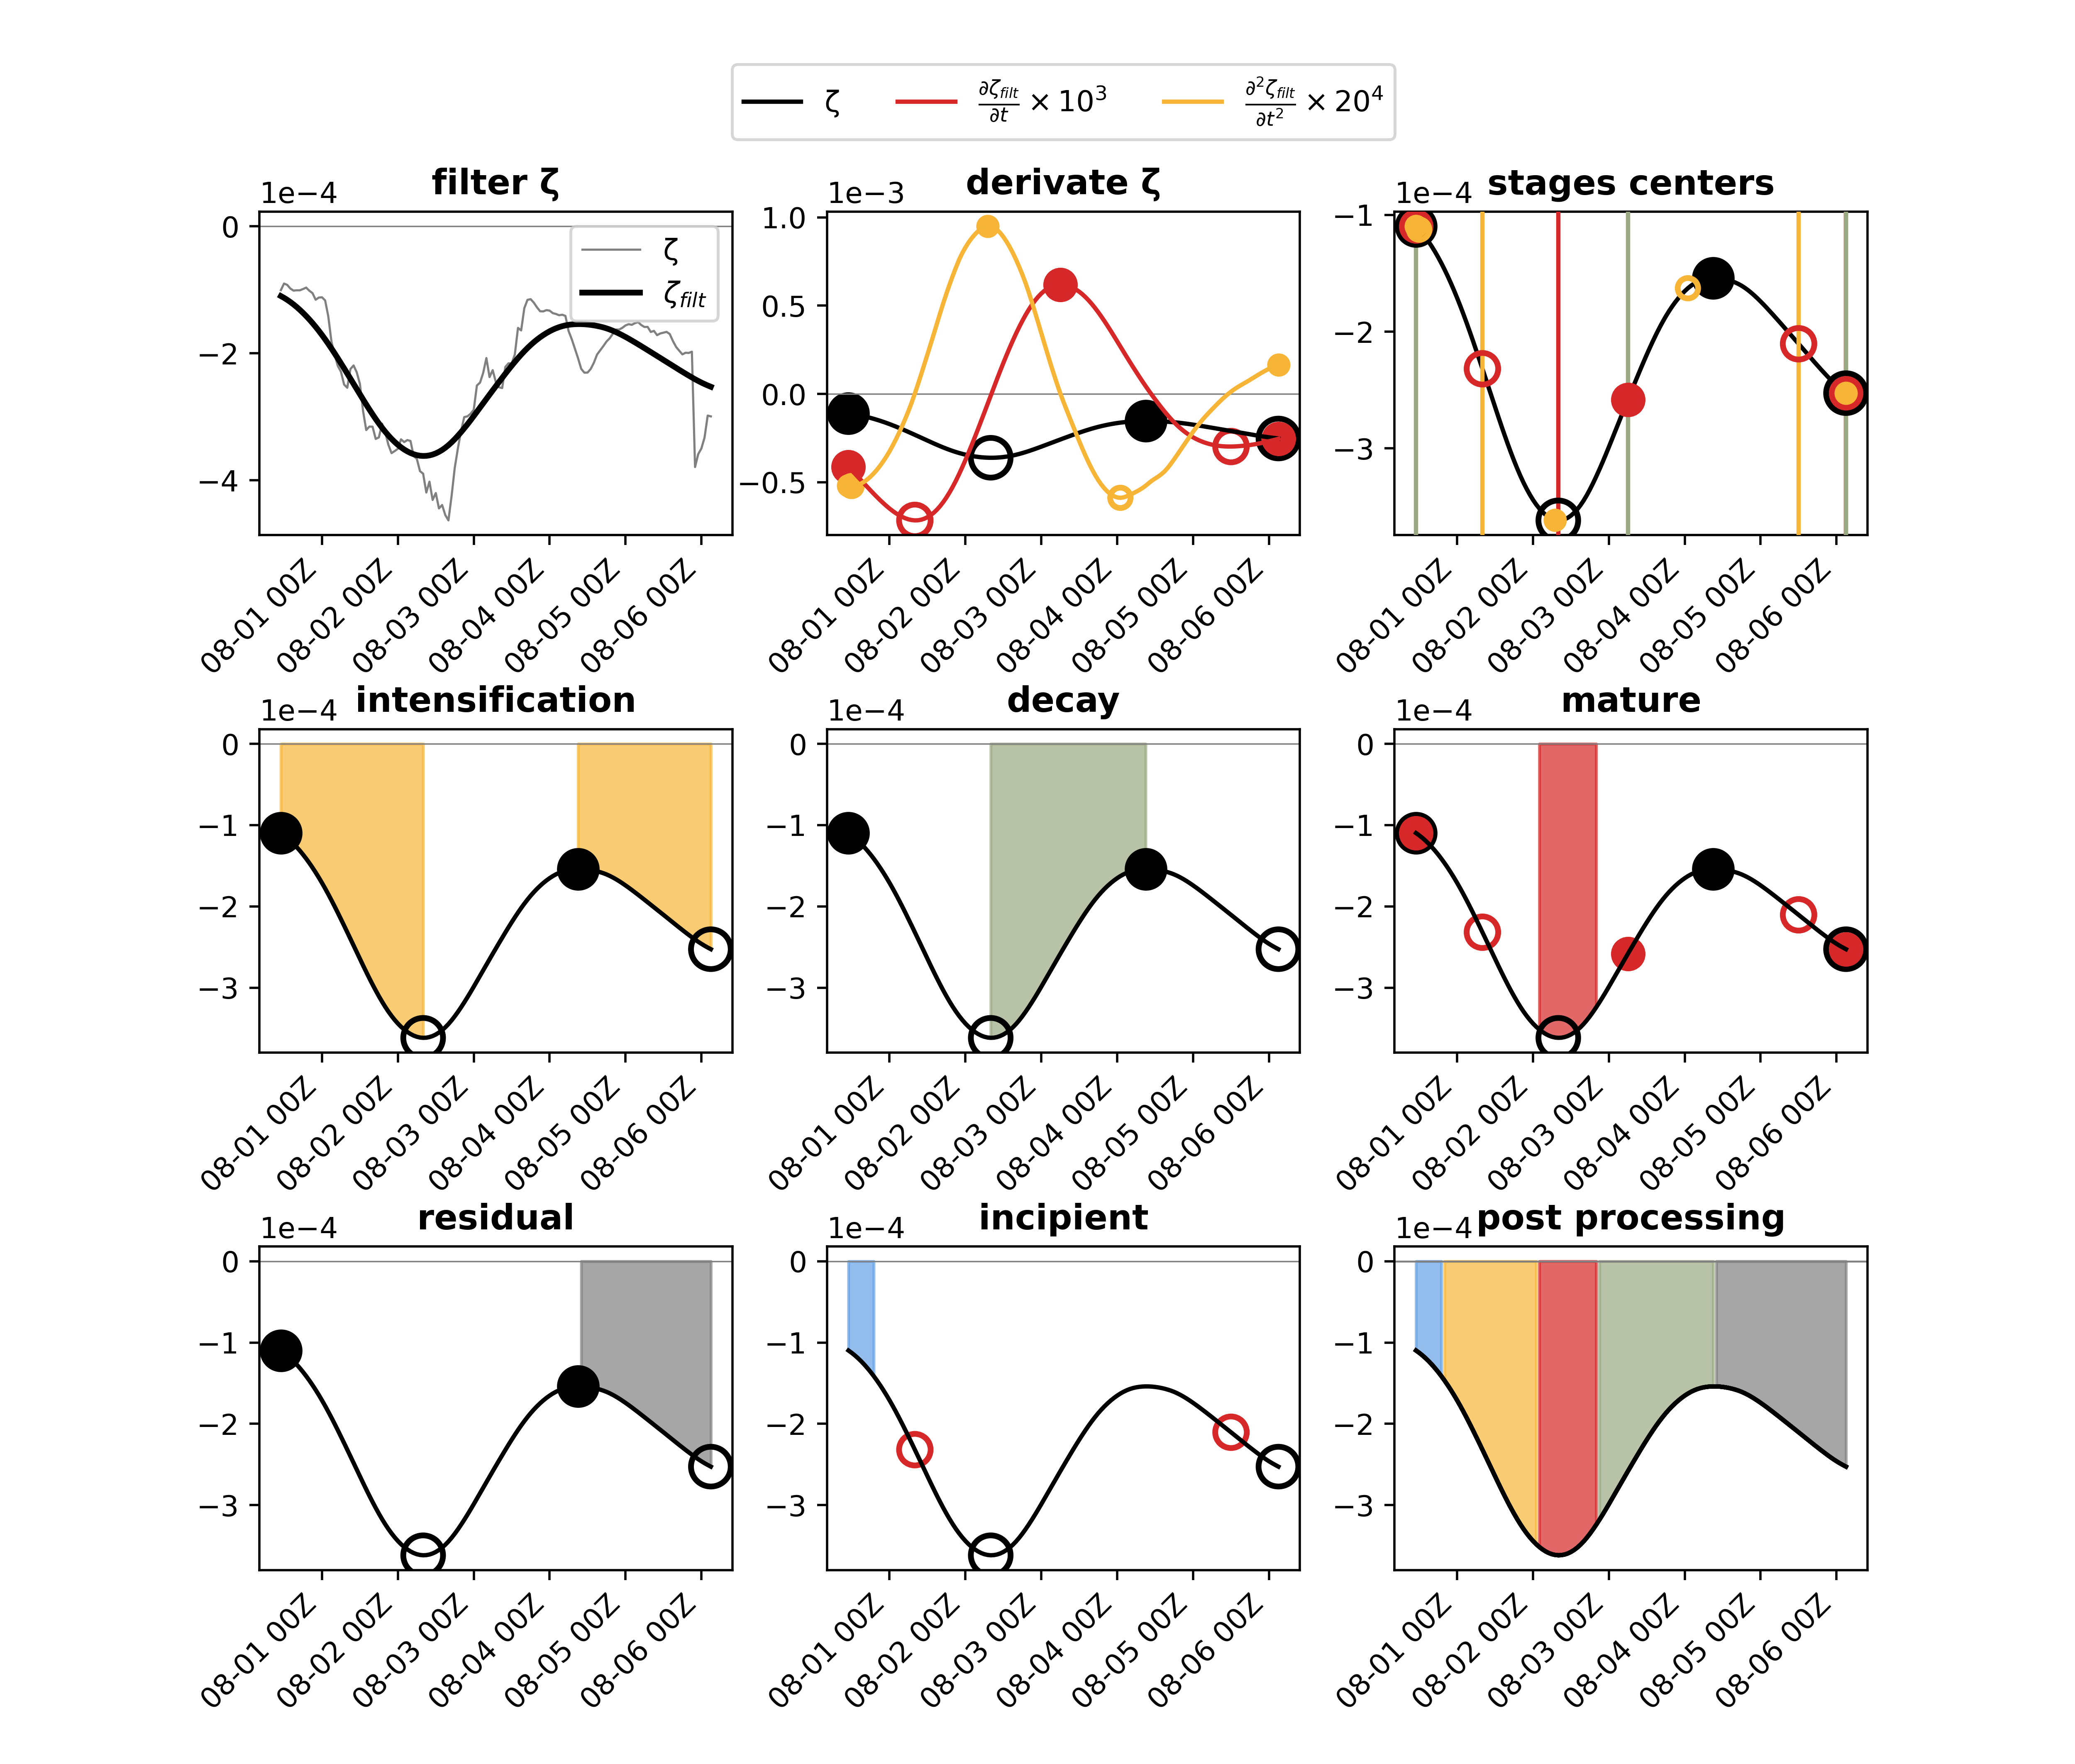 ζ ∂ζfilt/∂t × 10³ ∂²ζfilt/∂t² × 20⁴
filter ζ
1e−4
0
−2
−4
ζ
ζfilt
08-01 00Z
08-02 00Z
08-03 00Z
08-04 00Z
08-05 00Z
08-06 00Z
derivate ζ
1e−3
1.0
0.5
0.0
−0.5
08-01 00Z
08-02 00Z
08-03 00Z
08-04 00Z
08-05 00Z
08-06 00Z
stages centers
1e−4
−1
−2
−3
08-01 00Z
08-02 00Z
08-03 00Z
08-04 00Z
08-05 00Z
08-06 00Z
intensification
1e−4
0
−1
−2
−3
08-01 00Z
08-02 00Z
08-03 00Z
08-04 00Z
08-05 00Z
08-06 00Z
decay
1e−4
0
−1
−2
−3
08-01 00Z
08-02 00Z
08-03 00Z
08-04 00Z
08-05 00Z
08-06 00Z
mature
1e−4
0
−1
−2
−3
08-01 00Z
08-02 00Z
08-03 00Z
08-04 00Z
08-05 00Z
08-06 00Z
residual
1e−4
0
−1
−2
−3
08-01 00Z
08-02 00Z
08-03 00Z
08-04 00Z
08-05 00Z
08-06 00Z
incipient
1e−4
0
−1
−2
−3
08-01 00Z
08-02 00Z
08-03 00Z
08-04 00Z
08-05 00Z
08-06 00Z
post processing
1e−4
0
−1
−2
−3
08-01 00Z
08-02 00Z
08-03 00Z
08-04 00Z
08-05 00Z
08-06 00Z